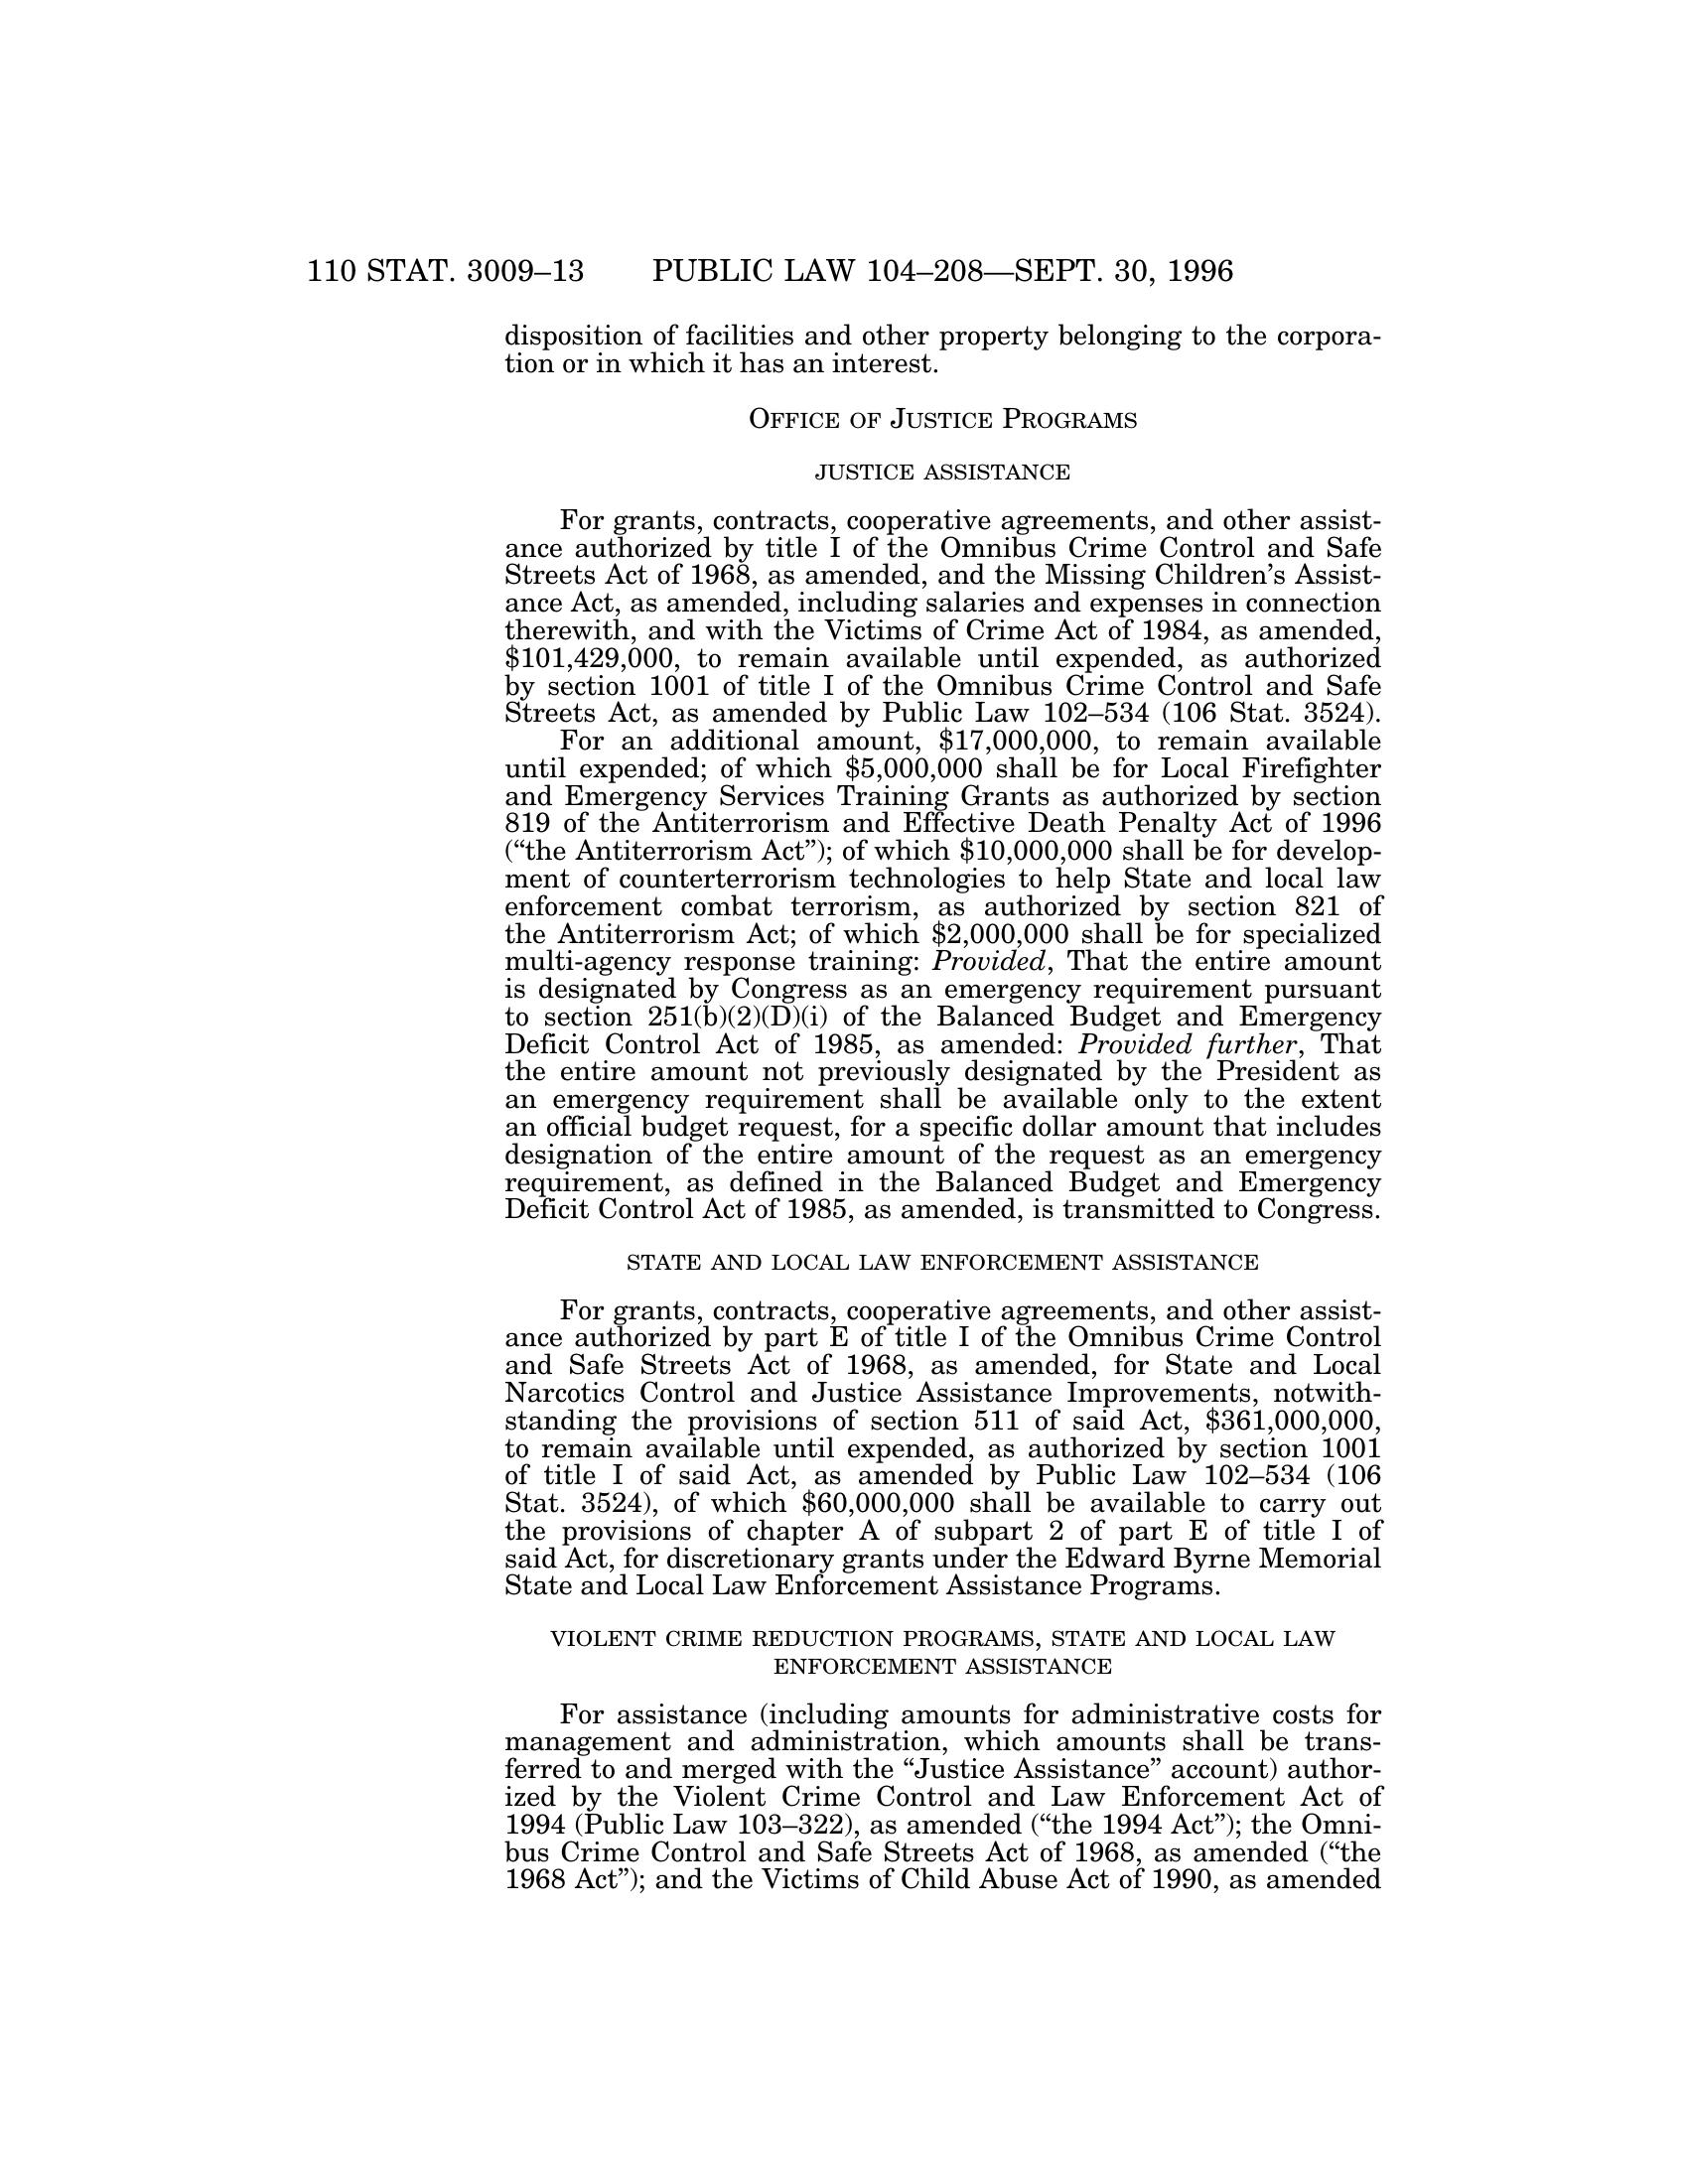 110 STAT. 3009–13 PUBLIC LAW 104–208—SEPT. 30, 1996
disposition of facilities and other property belonging to the corpora-
tion or in which it has an interest.
OFFICE OF JUSTICE PROGRAMS
JUSTICE ASSISTANCE
For grants, contracts, cooperative agreements, and other assist-
ance authorized by title I of the Omnibus Crime Control and Safe
Streets Act of 1968, as amended, and the Missing Children’s Assist-
ance Act, as amended, including salaries and expenses in connection
therewith, and with the Victims of Crime Act of 1984, as amended,
$101,429,000, to remain available until expended, as authorized
by section 1001 of title I of the Omnibus Crime Control and Safe
Streets Act, as amended by Public Law 102–534 (106 Stat. 3524).
For an additional amount, $17,000,000, to remain available
until expended; of which $5,000,000 shall be for Local Firefighter
and Emergency Services Training Grants as authorized by section
819 of the Antiterrorism and Effective Death Penalty Act of 1996
(“the Antiterrorism Act”); of which $10,000,000 shall be for develop-
ment of counterterrorism technologies to help State and local law
enforcement combat terrorism, as authorized by section 821 of
the Antiterrorism Act; of which $2,000,000 shall be for specialized
multi-agency response training: Provided, That the entire amount
is designated by Congress as an emergency requirement pursuant
to section 251(b)(2)(D)(i) of the Balanced Budget and Emergency
Deficit Control Act of 1985, as amended: Provided further, That
the entire amount not previously designated by the President as
an emergency requirement shall be available only to the extent
an official budget request, for a specific dollar amount that includes
designation of the entire amount of the request as an emergency
requirement, as defined in the Balanced Budget and Emergency
Deficit Control Act of 1985, as amended, is transmitted to Congress.
STATE AND LOCAL LAW ENFORCEMENT ASSISTANCE
For grants, contracts, cooperative agreements, and other assist-
ance authorized by part E of title I of the Omnibus Crime Control
and Safe Streets Act of 1968, as amended, for State and Local
Narcotics Control and Justice Assistance Improvements, notwith-
standing the provisions of section 511 of said Act, $361,000,000,
to remain available until expended, as authorized by section 1001
of title I of said Act, as amended by Public Law 102–534 (106
Stat. 3524), of which $60,000,000 shall be available to carry out
the provisions of chapter A of subpart 2 of part E of title I of
said Act, for discretionary grants under the Edward Byrne Memorial
State and Local Law Enforcement Assistance Programs.
VIOLENT CRIME REDUCTION PROGRAMS, STATE AND LOCAL LAW
ENFORCEMENT ASSISTANCE
For assistance (including amounts for administrative costs for
management and administration, which amounts shall be trans-
ferred to and merged with the “Justice Assistance” account) author-
ized by the Violent Crime Control and Law Enforcement Act of
1994 (Public Law 103–322), as amended (“the 1994 Act”); the Omni-
bus Crime Control and Safe Streets Act of 1968, as amended (“the
1968 Act”); and the Victims of Child Abuse Act of 1990, as amended